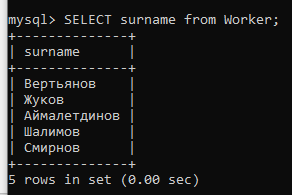 mysql> SELECT surname from Worker;
+--------------+
| surname      |
+--------------+
| Вертьянов    |
| Жуков        |
| Аймалетдинов |
| Шалимов      |
| Смирнов      |
+--------------+
5 rows in set (0.00 sec)